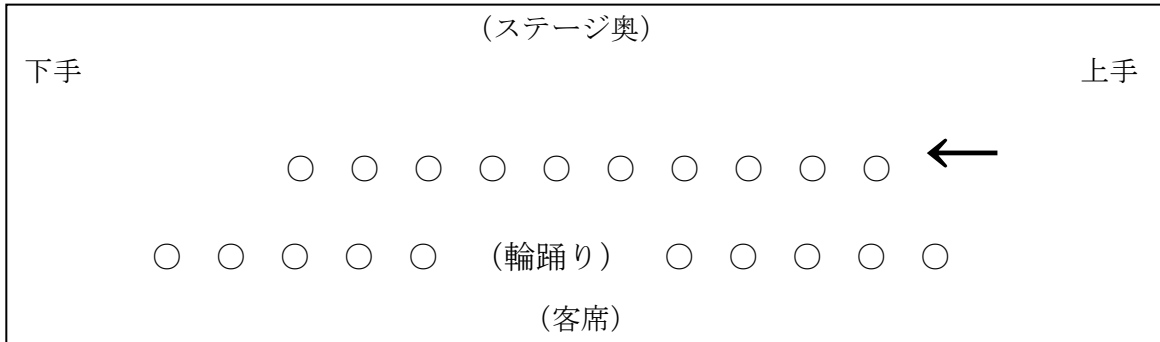 (ステージ奥)
下手 上手
←
○ ○ ○ ○ ○ ○ ○ ○ ○ ○
○ ○ ○ ○ ○ (輪踊り) ○ ○ ○ ○ ○
(客席)